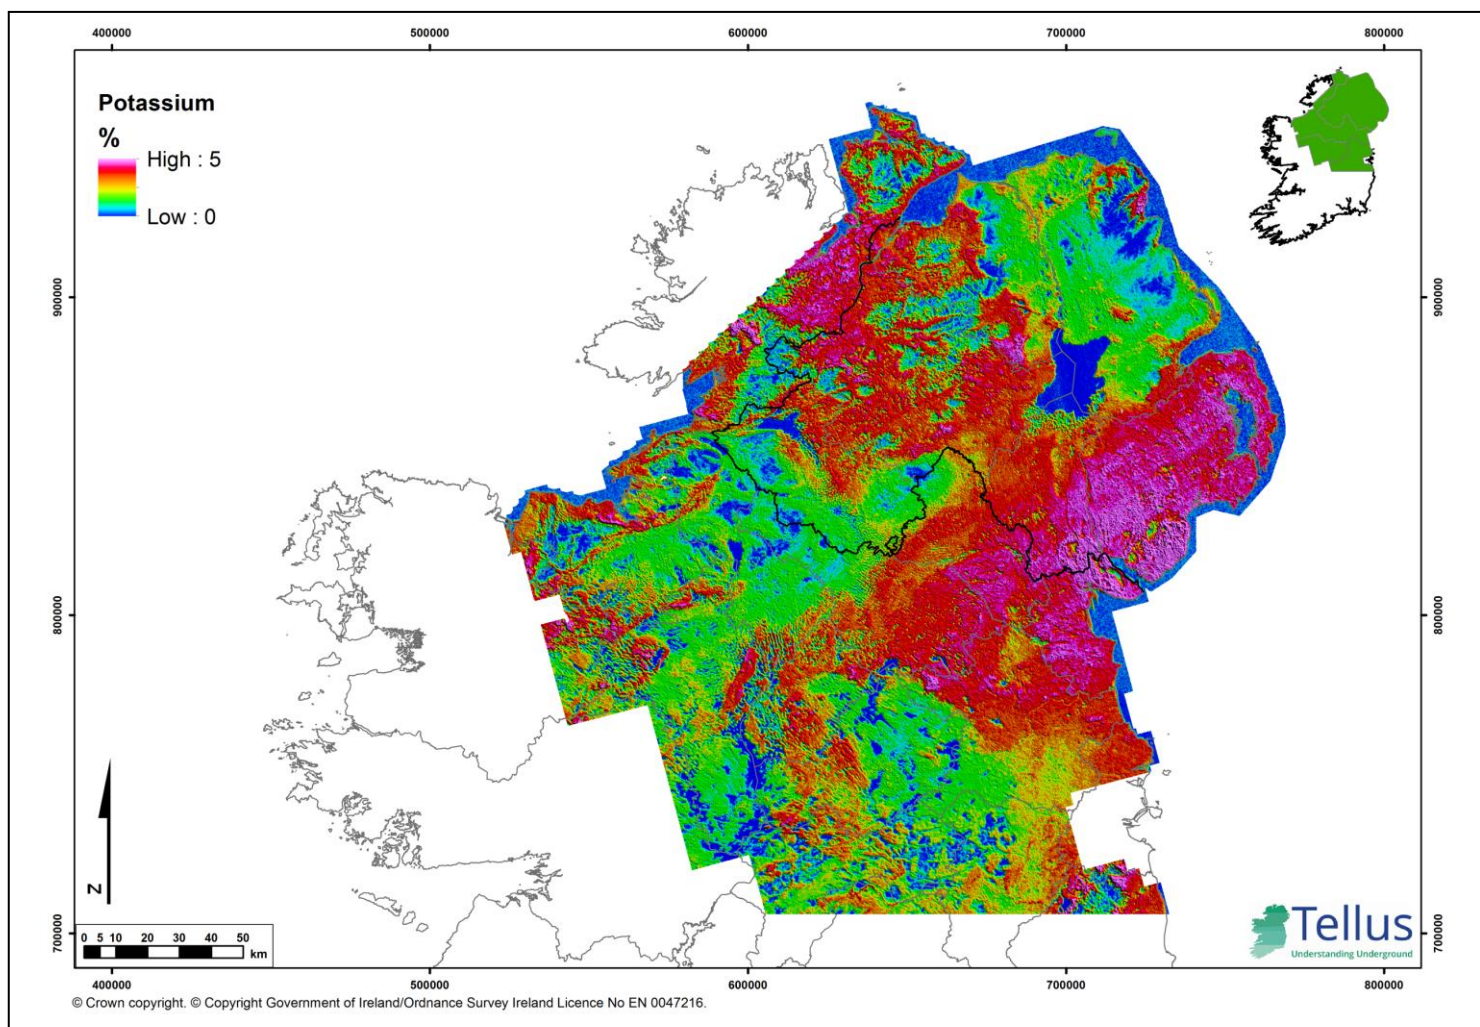 400000 500000 600000 700000 800000
Potassium
%
High : 5
Low : 0
900000 900000
800000 800000
700000 700000
N
0 5 10 20 30 40 50
km
Tellus
Understanding Underground
400000 500000 600000 700000 800000
© Crown copyright. © Copyright Government of Ireland/Ordnance Survey Ireland Licence No EN 0047216.